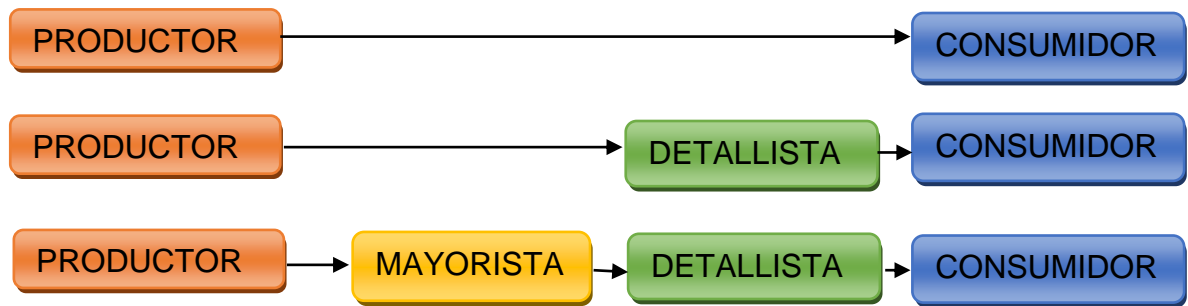 PRODUCTOR CONSUMIDOR
PRODUCTOR DETALLISTA CONSUMIDOR
PRODUCTOR MAYORISTA DETALLISTA CONSUMIDOR